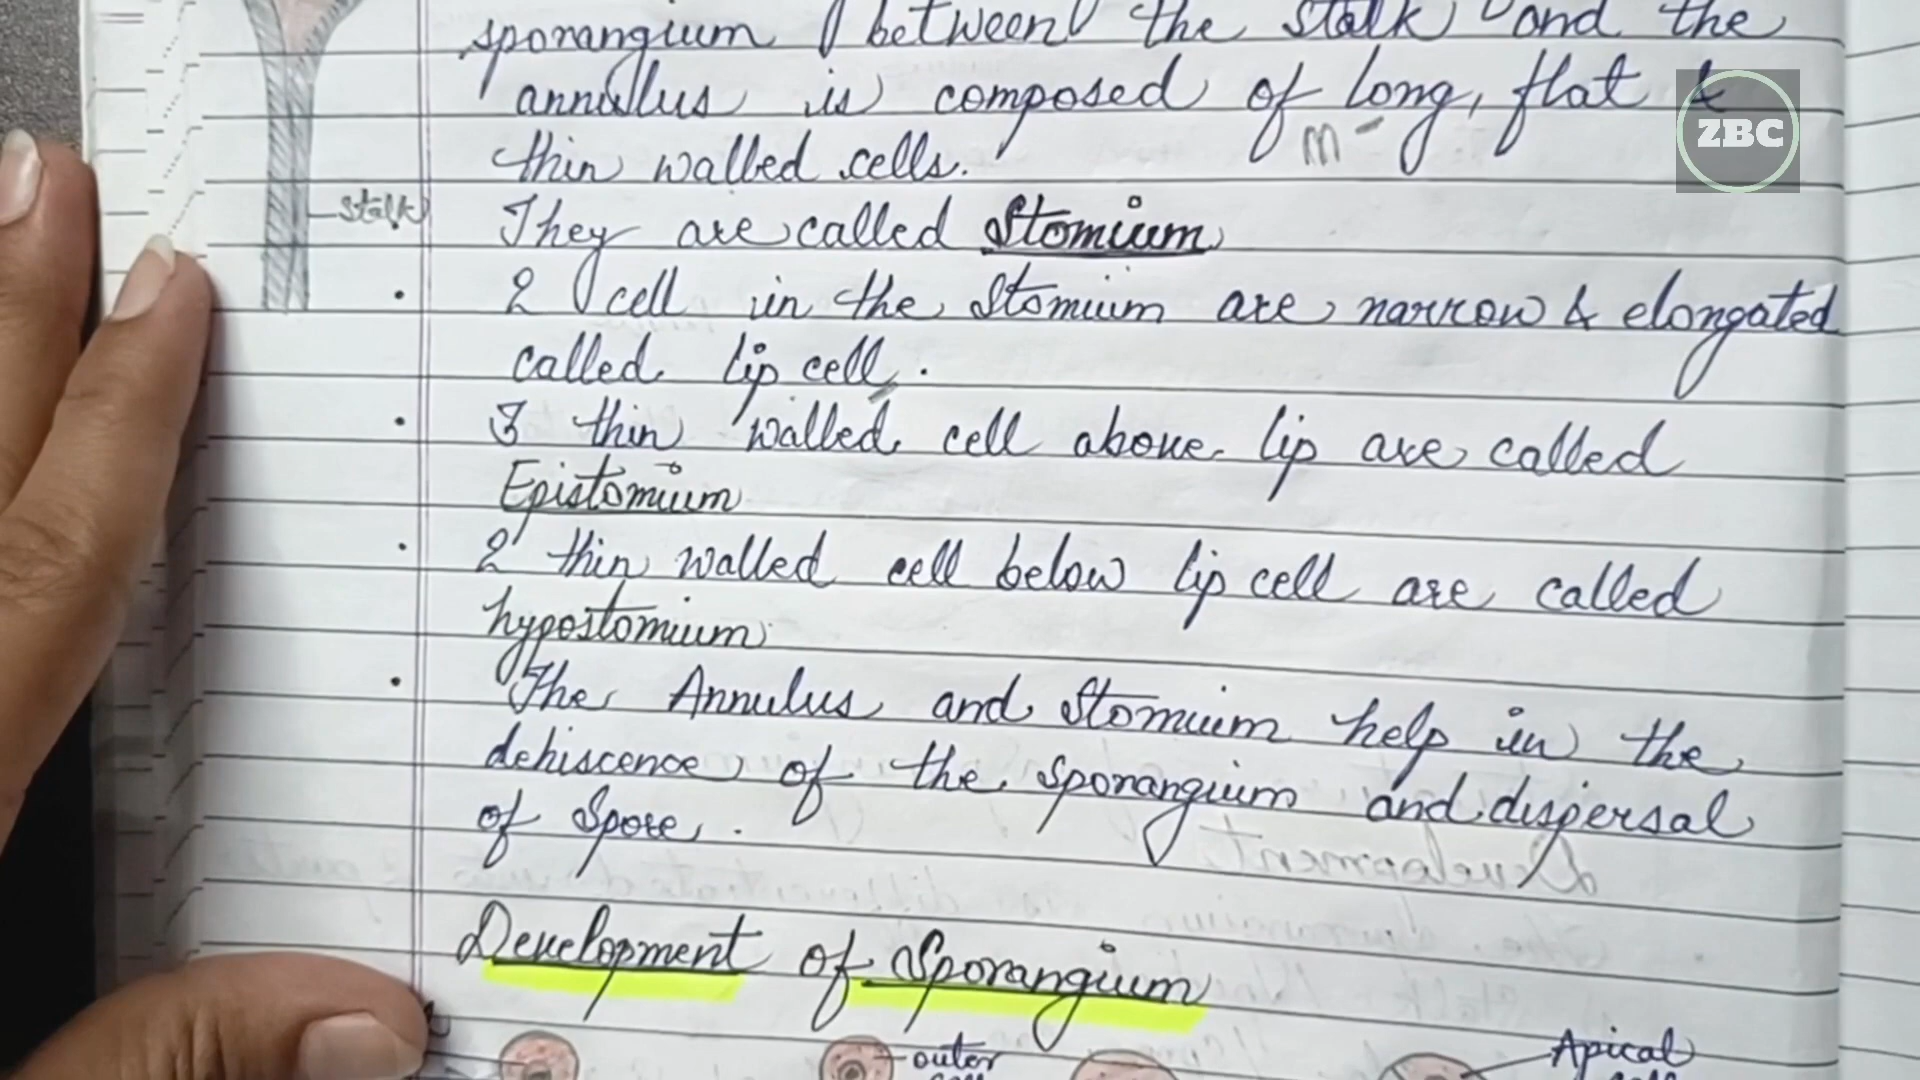 sporangium between the stalk and the
annulus is composed of long, flat &
thin walled cells.
stalk
They are called Stomium
2 cell in the Stomium are narrow & elongated
called lip cell.
3 thin walled cell above lip are called
Epistomium
2 thin walled cell below lip cell are called
hypostomium
The Annulus and Stomium help in the
dehiscence of the sporangium and dispersal
of Spore.
Development of Sporangium
outer
Apical
ZBC